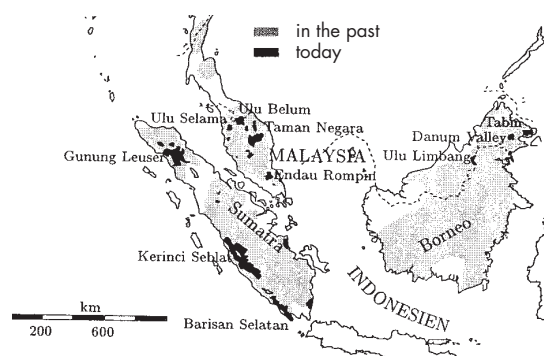 in the past
today
Ulu Belum
Ulu Selama
Taman Negara
Tabin
Danum Valley
Gunung Leuser
MALAYSIA
Ulu Limbang
Endau Rompin
Sumatra
Borneo
Kerinci Seblat
INDONESIEN
km
200 600
Barisan Selatan